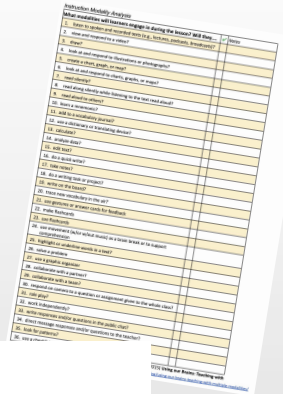 Instruction Modality Analysis
What modalities will learners engage in during the lesson? Will they… ✓ Notes
1. listen to spoken and recorded texts (e.g., lectures, podcasts, broadcasts)?
2. view and respond to a video?
3. draw?
4. look at and respond to illustrations or photographs?
5. create a chart, graph, or map?
6. look at and respond to charts, graphs, or maps?
7. read silently?
8. read along silently while listening to the text read aloud?
9. read aloud to others?
10. learn a mnemonic?
11. add to a vocabulary journal?
12. use a dictionary or translating device?
13. calculate?
14. analyze data?
15. edit text?
16. do a quick-write?
17. take notes?
18. do a writing task or project?
19. write on the board?
20. trace new vocabulary in the air?
21. use gestures or answer cards for feedback
22. make flashcards
23. use flashcards
24. use movement (w/or w/out music) as a brain break or to support
comprehension
25. highlight or underline words in a text?
26. solve a problem
27. use a graphic organizer
28. collaborate with a partner?
29. collaborate with a team?
30. respond on camera to a question or assignment given to the whole class?
31. role play?
32. work independently?
33. write responses and/or questions in the public chat?
34. direct message responses and/or questions to the teacher?
35. look for patterns?
36. use a
Using our Brains: Teaching with